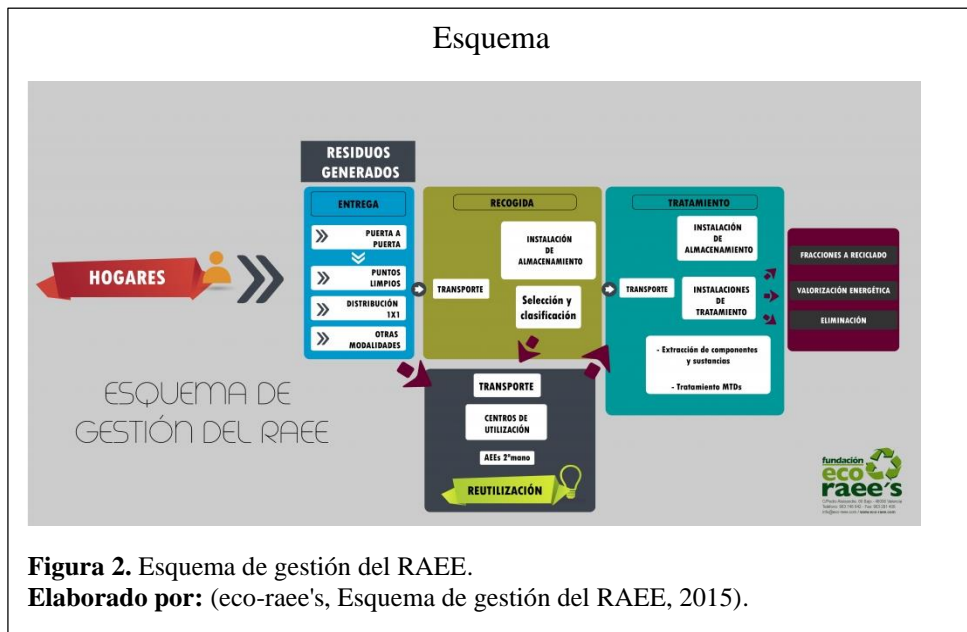 Esquema
RESIDUOS
GENERADOS
ENTREGA
PUERTA A
PUERTA
PUNTOS
LIMPIOS
DISTRIBUCIÓN
1X1
OTRAS
MODALIDADES
HOGARES
RECOGIDA
INSTALACIÓN
DE
ALMACENAMIENTO
TRANSPORTE
Selección y
clasificación
TRATAMIENTO
INSTALACIÓN
DE
ALMACENAMIENTO
TRANSPORTE
INSTALACIONES
DE
TRATAMIENTO
- Extracción de componentes
y sustancias
- Tratamiento MTDs
FRACCIONES A RECICLADO
VALORIZACIÓN ENERGÉTICA
ELIMINACIÓN
TRANSPORTE
CENTROS DE
UTILIZACIÓN
AEEs 2ºmano
REUTILIZACIÓN
ESQUEMA DE
GESTIÓN DEL RAEE
fundación
eco
raee's
Figura 2. Esquema de gestión del RAEE.
Elaborado por: (eco-raee's, Esquema de gestión del RAEE, 2015).